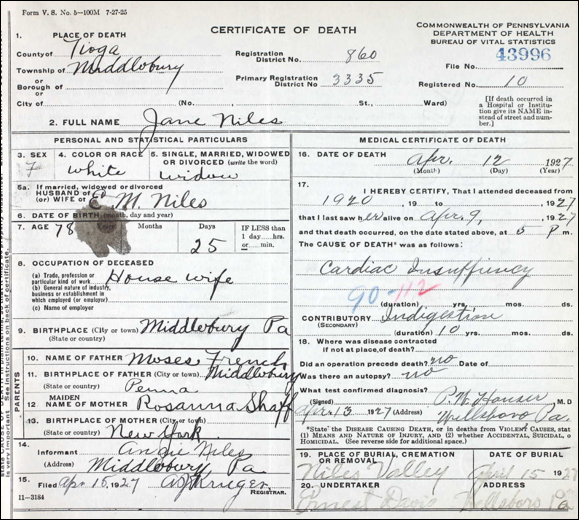 Form V. S. No. 5-100M 7-27-25
CERTIFICATE OF DEATH
COMMONWEALTH OF PENNSYLVANIA
DEPARTMENT OF HEALTH
BUREAU OF VITAL STATISTICS
1. PLACE OF DEATH
County of Tioga
Registration District No. 860
File No. 43996
Township of Middlebury
or
Borough of
Primary Registration District No 3335
Registered No. 10
or
City of (No. , St., Ward)
[If death occurred in a Hospital or Institution give its NAME instead of street and number.]
2. FULL NAME Jane Niles
PERSONAL AND STATISTICAL PARTICULARS
3. SEX F
4. COLOR OR RACE white
5. SINGLE, MARRIED, WIDOWED OR DIVORCED (write the word) widow
5a. If married, widowed or divorced
HUSBAND of
(or) WIFE of M. Niles
6. DATE OF BIRTH (month, day and year)
7. AGE 78 Months Days 25 IF LESS than 1 day....hrs. or.....min.
8. OCCUPATION OF DECEASED
(a) Trade, profession or particular kind of work House wife
(b) General nature of industry, business or establishment in which employed (or employer)
(c) Name of employer
9. BIRTHPLACE (City or town) Middlebury Pa
(State or country)
PARENTS
10. NAME OF FATHER Moses French
11. BIRTHPLACE OF FATHER (City or town) Middlebury
(State or country) Penna
12. MAIDEN NAME OF MOTHER Rosanna Shaff
13. BIRTHPLACE OF MOTHER (City or town)
(State or country) New York
14. Informant Angie Niles
(Address) Middlebury Pa
15. Filed Apr 15, 1927 Kruger REGISTRAR.
11-3184
MEDICAL CERTIFICATE OF DEATH
16. DATE OF DEATH Apr. 12 1927
(Month) (Day) (Year)
17. I HEREBY CERTIFY, That I attended deceased from
1920, 19 to , 1927
that I last saw her alive on Apr 9, 1927
and that death occurred, on the date stated above, at 5 P m.
The CAUSE OF DEATH* was as follows:
Cardiac Insuffiency
90-112
(duration) yrs. mos. ds.
CONTRIBUTORY Indigestion
(SECONDARY)
(duration) 10 yrs. mos. ds.
18. Where was disease contracted
if not at place of death?
Did an operation precede death? no Date of
Was there an autopsy? no
What test confirmed diagnosis?
(Signed) P.W. Hauser M. D
Apr 13 1927 (Address) Wellsboro Pa.
*State the DISEASE CAUSING DEATH, or in deaths from VIOLENT CAUSES, state (1) MEANS AND NATURE OF INJURY, and (2) whether ACCIDENTAL, SUICIDAL, or HOMICIDAL. (See reverse side for additional space.)
19. PLACE OF BURIAL, CREMATION OR REMOVAL Niles Valley
DATE OF BURIAL April 15 1927
20. UNDERTAKER Ernest Davis Wellsboro Pa